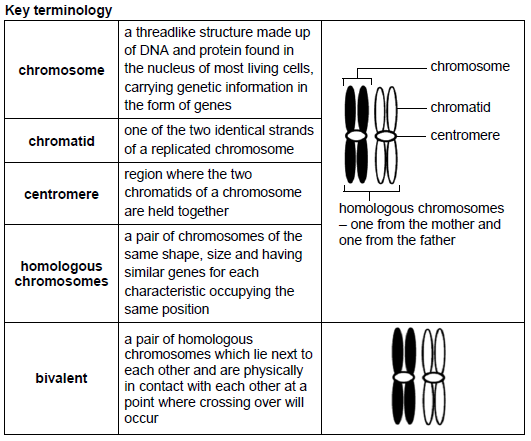 Key terminology
chromosome
a threadlike structure made up
of DNA and protein found in
the nucleus of most living cells,
carrying genetic information in
the form of genes
chromatid
one of the two identical strands
of a replicated chromosome
centromere
region where the two
chromatids of a chromosome
are held together
homologous
chromosomes
a pair of chromosomes of the
same shape, size and having
similar genes for each
characteristic occupying the
same position
chromosome
chromatid
centromere
homologous chromosomes
– one from the mother and
one from the father
bivalent
a pair of homologous
chromosomes which lie next to
each other and are physically
in contact with each other at a
point where crossing over will
occur